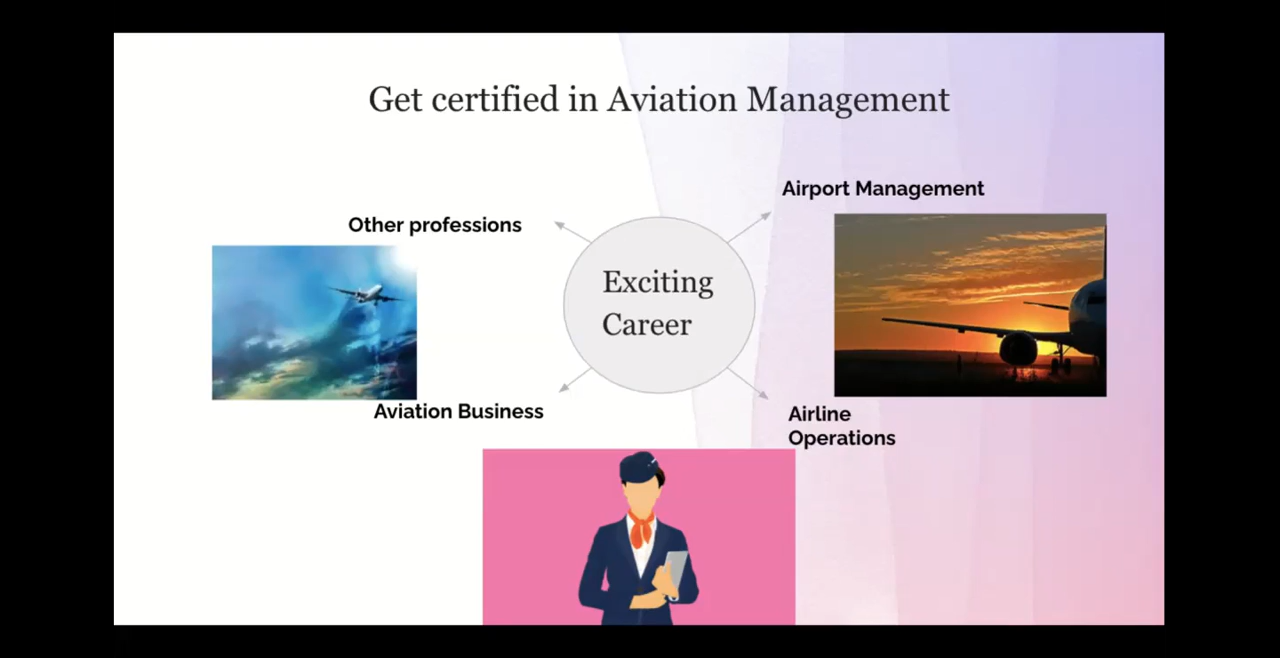 Get certified in Aviation Management
Airport Management
Other professions
Exciting
Career
Aviation Business
Airline
Operations